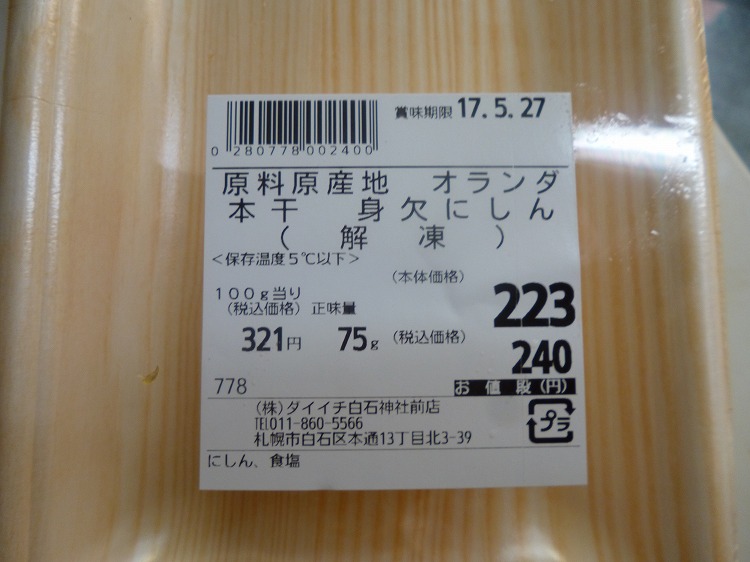 賞味期限 17.5.27
0 280778 002400
原料原産地 オランダ
本干 身欠にしん
(解凍)
<保存温度5℃以下>
(本体価格)
223
100g当り
(税込価格) 正味量
321円 75g (税込価格)
240
778 お値段(円)
(株)ダイイチ白石神社前店
TEL011-860-5566
札幌市白石区本通13丁目北3-39
プラ
にしん、食塩